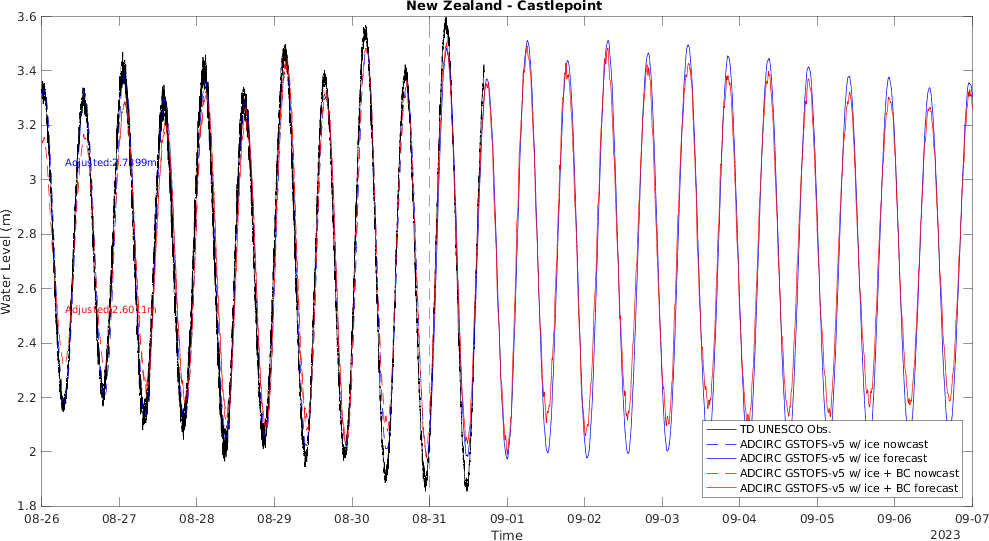 New Zealand - Castlepoint
Water Level (m)
3.6
3.4
3.2
3
2.8
2.6
2.4
2.2
2
1.8
Adjusted:2.7899m
Adjusted:2.6011m
TD UNESCO Obs.
ADCIRC GSTOFS-v5 w/ ice nowcast
ADCIRC GSTOFS-v5 w/ ice forecast
ADCIRC GSTOFS-v5 w/ ice + BC nowcast
ADCIRC GSTOFS-v5 w/ ice + BC forecast
08-26 08-27 08-28 08-29 08-30 08-31 09-01 09-02 09-03 09-04 09-05 09-06 09-07
Time
2023